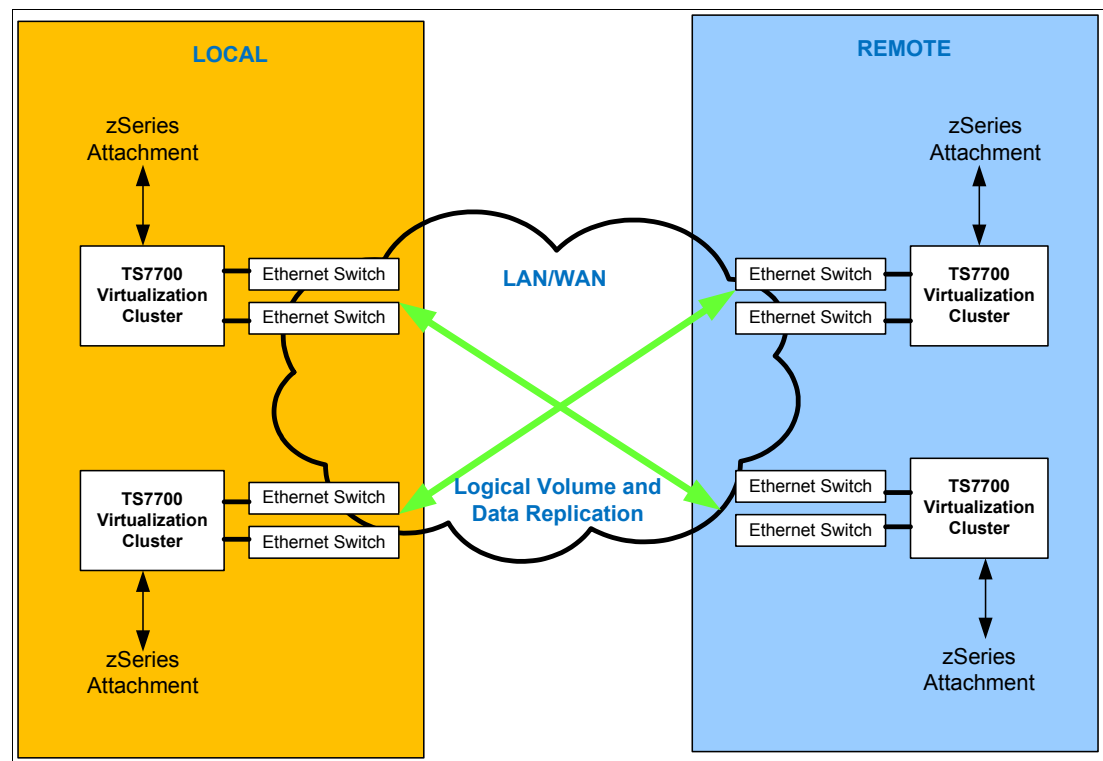 LOCAL
REMOTE
zSeries
Attachment
zSeries
Attachment
TS7700
Virtualization
Cluster
Ethernet Switch
Ethernet Switch
LAN/WAN
Ethernet Switch
Ethernet Switch
TS7700
Virtualization
Cluster
TS7700
Virtualization
Cluster
Ethernet Switch
Ethernet Switch
Logical Volume and
Data Replication
Ethernet Switch
Ethernet Switch
TS7700
Virtualization
Cluster
zSeries
Attachment
zSeries
Attachment